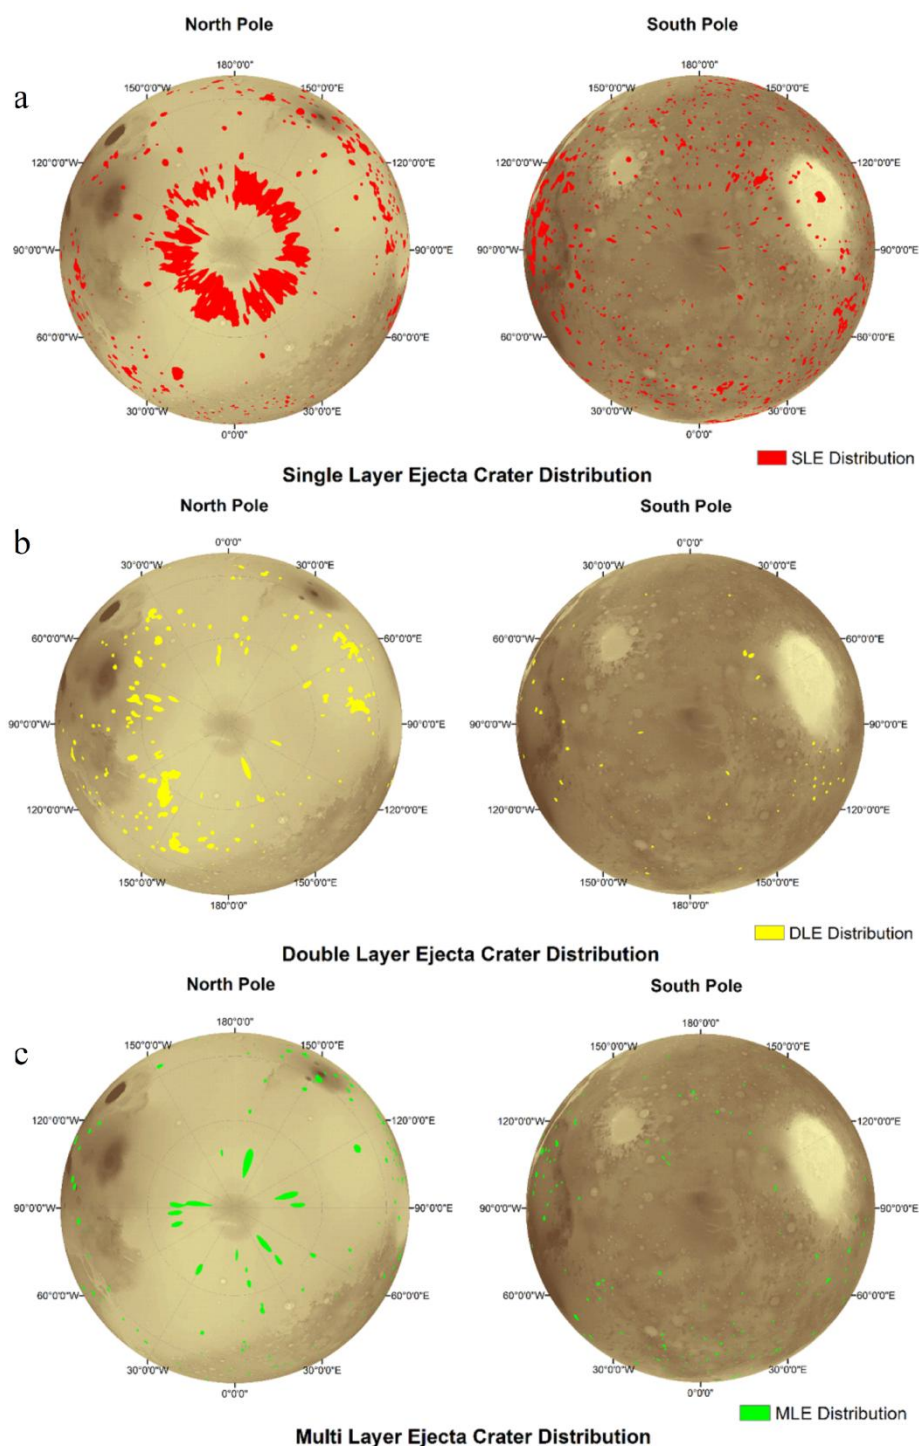 North Pole
South Pole
a
180°0'0"
150°0'0"W
150°0'0"E
120°0'0"W
120°0'0"E
90°0'0"W
90°0'0"E
60°0'0"W
60°0'0"E
30°0'0"W
30°0'0"E
0°0'0"
180°0'0"
150°0'0"W
150°0'0"E
120°0'0"W
120°0'0"E
90°0'0"W
90°0'0"E
60°0'0"W
60°0'0"E
30°0'0"W
30°0'0"E
0°0'0"
SLE Distribution
Single Layer Ejecta Crater Distribution
North Pole
South Pole
b
0°0'0"
30°0'0"W
30°0'0"E
60°0'0"W
60°0'0"E
90°0'0"W
90°0'0"E
120°0'0"W
120°0'0"E
150°0'0"W
150°0'0"E
180°0'0"
0°0'0"
30°0'0"W
30°0'0"E
60°0'0"W
60°0'0"E
90°0'0"W
90°0'0"E
120°0'0"W
120°0'0"E
150°0'0"W
150°0'0"E
180°0'0"
DLE Distribution
Double Layer Ejecta Crater Distribution
North Pole
South Pole
c
180°0'0"
150°0'0"W
150°0'0"E
120°0'0"W
120°0'0"E
90°0'0"W
90°0'0"E
60°0'0"W
60°0'0"E
30°0'0"W
30°0'0"E
0°0'0"
180°0'0"
150°0'0"W
150°0'0"E
120°0'0"W
120°0'0"E
90°0'0"W
90°0'0"E
60°0'0"W
60°0'0"E
30°0'0"W
30°0'0"E
0°0'0"
MLE Distribution
Multi Layer Ejecta Crater Distribution